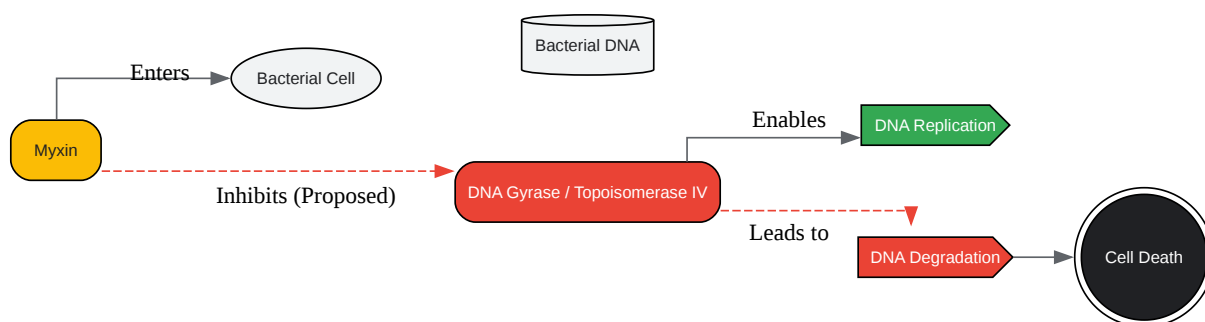 Bacterial DNA
Enters
Bacterial Cell
Myxin
Enables
DNA Replication
Inhibits (Proposed)
DNA Gyrase / Topoisomerase IV
Leads to
DNA Degradation
Cell Death